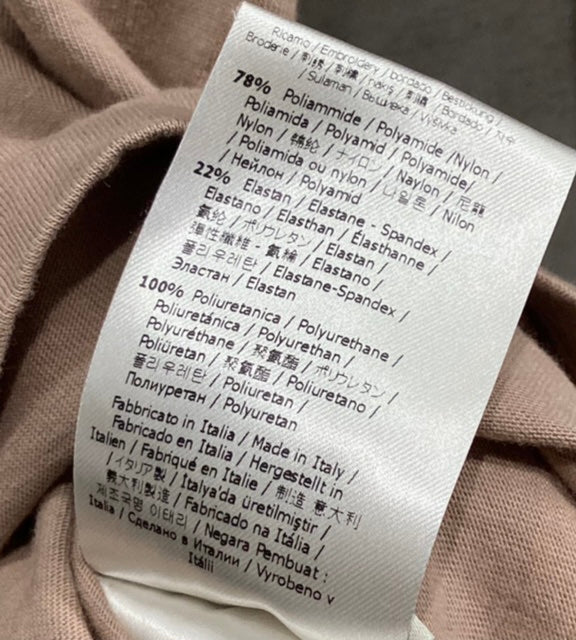 Ricamo / Embroidery / bordado / Bestidkung /
Broderie / 刺绣 / 刺繍 / nakış / 刺繡 / Bordado / 자수
/ Sulaman / Вышивка / Výšivka
78% Poliammide / Polyamide /Nylon /
Poliamida / Polyamid / Polyamide/
Nylon / 锦纶 / ナイロン / Naylon / 尼龍
/ Poliamida ou nylon / 나일론 / Nilon
/ Нейлон / Polyamid
22% Elastan / Elastane - Spandex /
Elastano / Elasthan / Élasthanne /
氨纶 / ポリウレタン / Elastan /
彈性纖維 - 氨綸 / Elastano /
폴리우레탄 / Elastane-Spandex /
Эластан / Elastan
100% Poliuretanica / Polyurethane /
Poliuretánica / Polyurethan /
Polyuréthane / 聚氨酯 / ポリウレタン /
Poliüretan / 聚氨酯 / Poliuretano /
폴리우레탄 / Poliuretan /
Полиуретан / Polyuretan
Fabbricato in Italia / Made in Italy /
Fabricado en Italia / Hergestellt in
Italien / Fabriqué en Italie / 制造 意大利
/ イタリア製 / Italya'da üretilmiştir /
義大利製造 / Fabricado na Itália /
제조국명 이태리 / Negara Pembuat :
Italia / Сделано в Италии / Vyrobeno v
Itálii